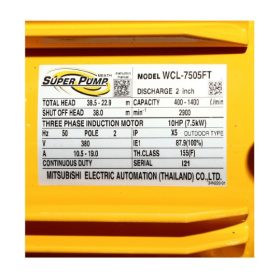 SUPER PUMP
MODEL WCL-7505FT
DISCHARGE 2 inch
TOTAL HEAD 38.5 - 22.9 m CAPACITY 400 - 1400 ℓ/min
SHUT OFF HEAD 38.0 m min⁻¹ 2900
THREE PHASE INDUCTION MOTOR 10HP (7.5kW)
Hz 50 POLE 2 IP X5 OUTDOOR TYPE
V 380 IE1 87.9(100%)
A 10.5 - 19.0 TH.CLASS 155(F)
CONTINUOUS DUTY SERIAL I21
MITSUBISHI ELECTRIC AUTOMATION (THAILAND) CO.,LTD.